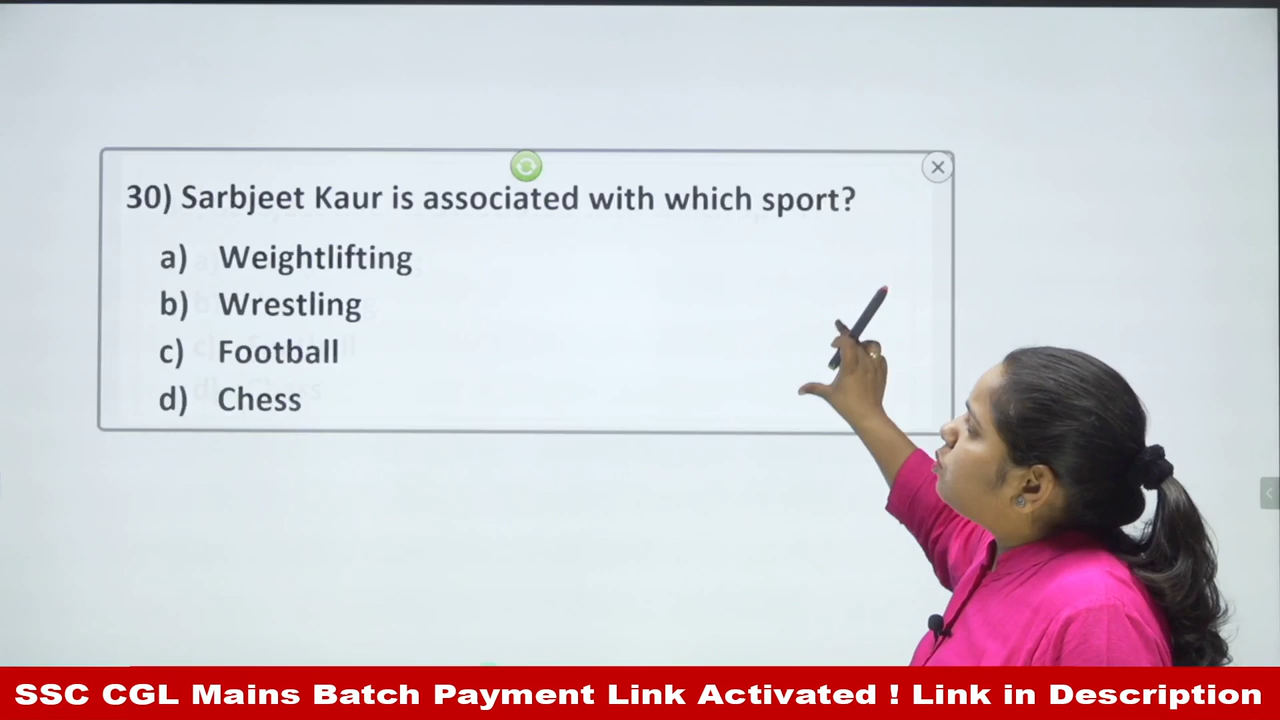 30) Sarbjeet Kaur is associated with which sport?
a) Weightlifting
b) Wrestling
c) Football
d) Chess
SSC CGL Mains Batch Payment Link Activated ! Link in Description